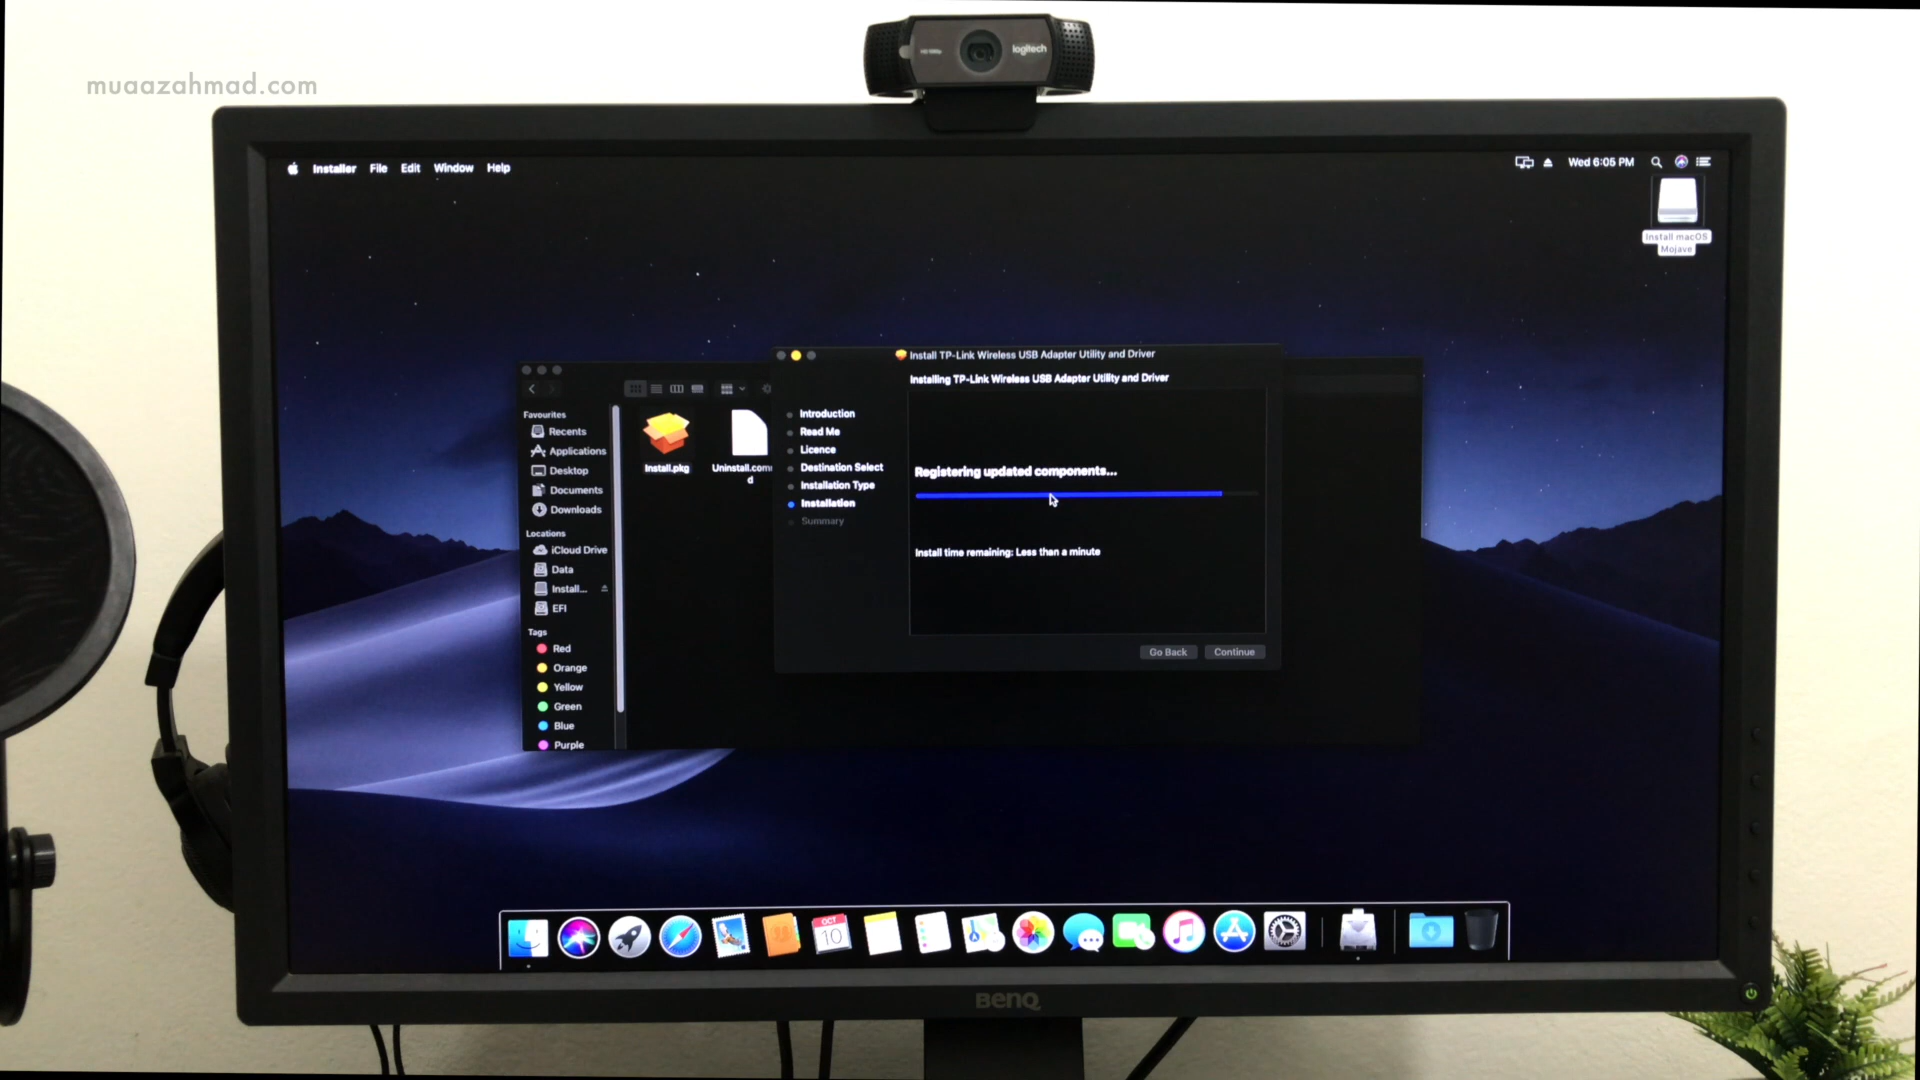 logitech
muaazahmad.com
Installer File Edit Window Help
Wed 6:05 PM
Install macOS
Mojave
Install TP-Link Wireless USB Adapter Utility and Driver
Installing TP-Link Wireless USB Adapter Utility and Driver
Favourites
Recents
Applications
Desktop
Documents
Downloads
Locations
iCloud Drive
Data
Install...
EFI
Tags
Red
Orange
Yellow
Green
Blue
Purple
Install.pkg
Uninstall.com
d
Introduction
Read Me
Licence
Destination Select
Installation Type
Installation
Summary
Registering updated components...
Install time remaining: Less than a minute
Go Back Continue
OCT
10
BenQ